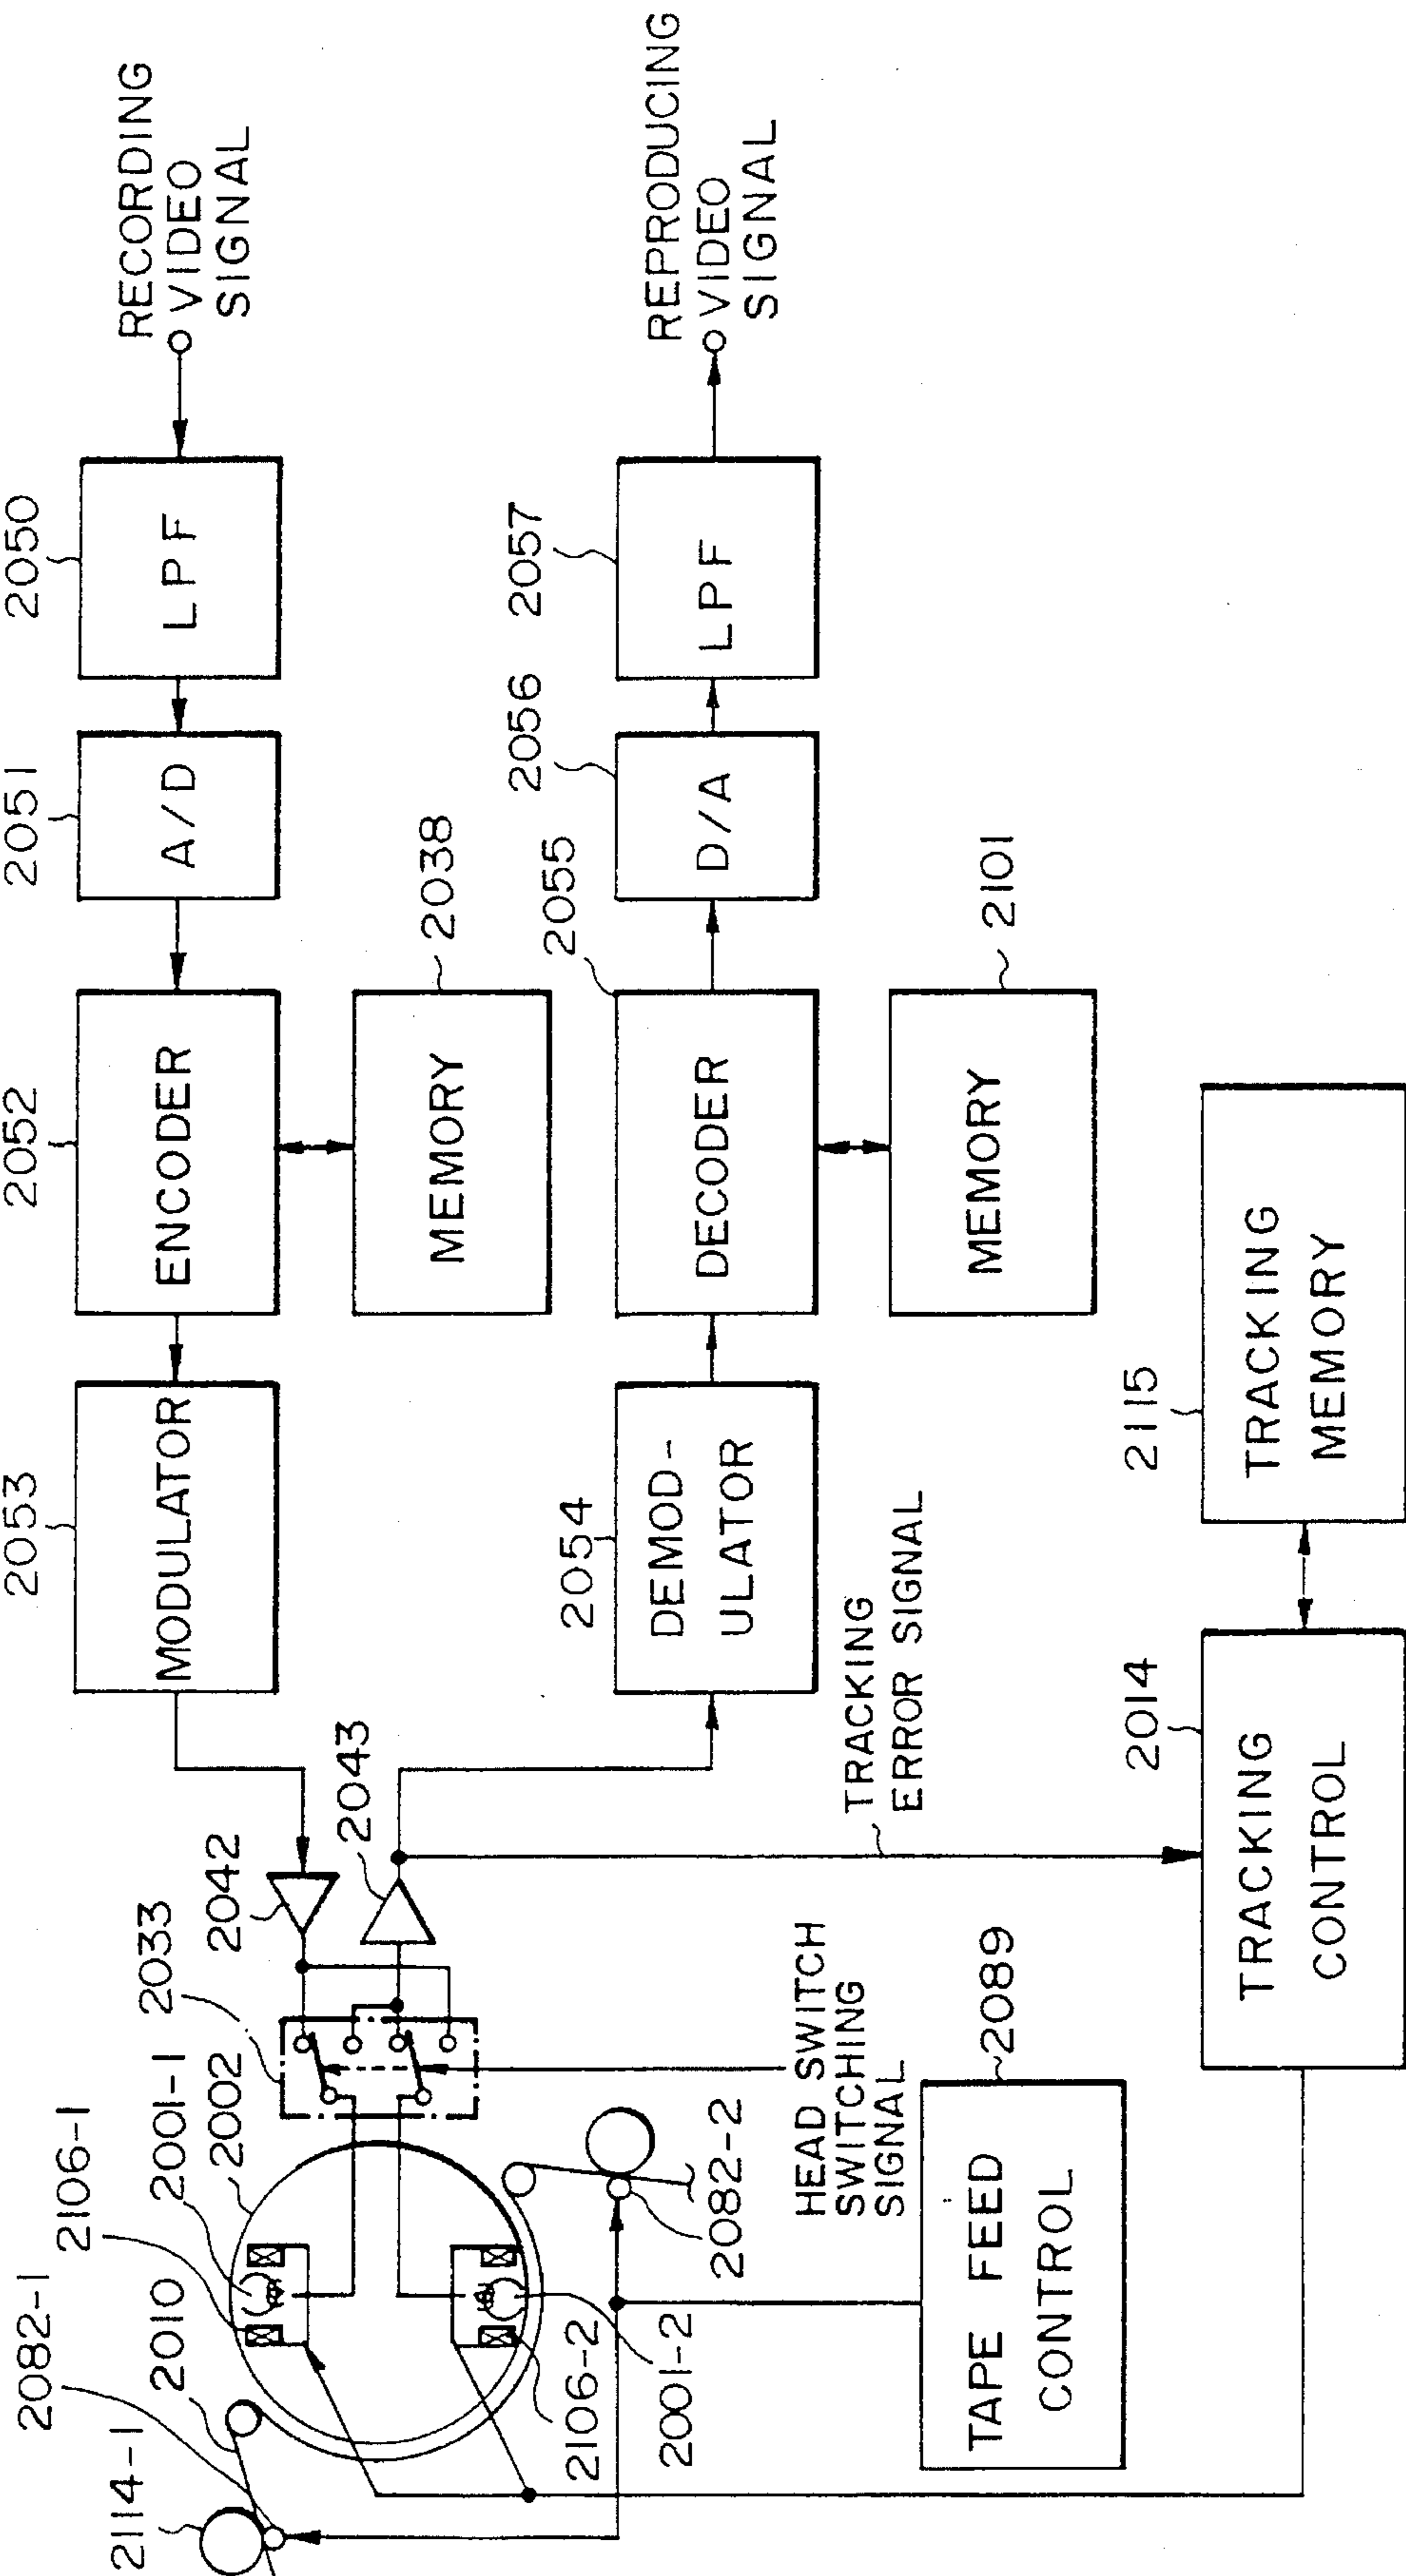 2114-1
2082-1
2010
2106-1
2001-1
2002
2033
2042
2043
2053
MODULATOR
2052
ENCODER
2051
A/D
2050
LPF
RECORDING
VIDEO
SIGNAL
MEMORY
2038
2106-2
2001-2
2082-2
HEAD SWITCH
SWITCHING
SIGNAL
TRACKING
ERROR SIGNAL
2054
DEMOD-
ULATOR
2055
DECODER
2056
D/A
2057
LPF
REPRODUCING
VIDEO
SIGNAL
MEMORY
2101
TAPE FEED
CONTROL
2089
2014
TRACKING
CONTROL
2115
TRACKING
MEMORY